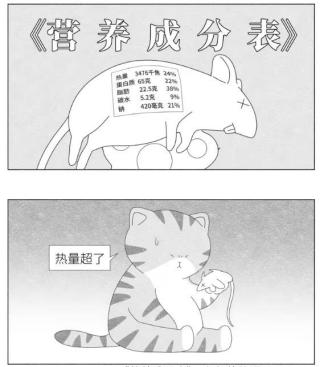 《营养成分表》
热量 3476千焦 24%
蛋白质 65克 22%
脂肪 22.5克 38%
碳水 5.2克 9%
钠 420毫克 21%
热量超了